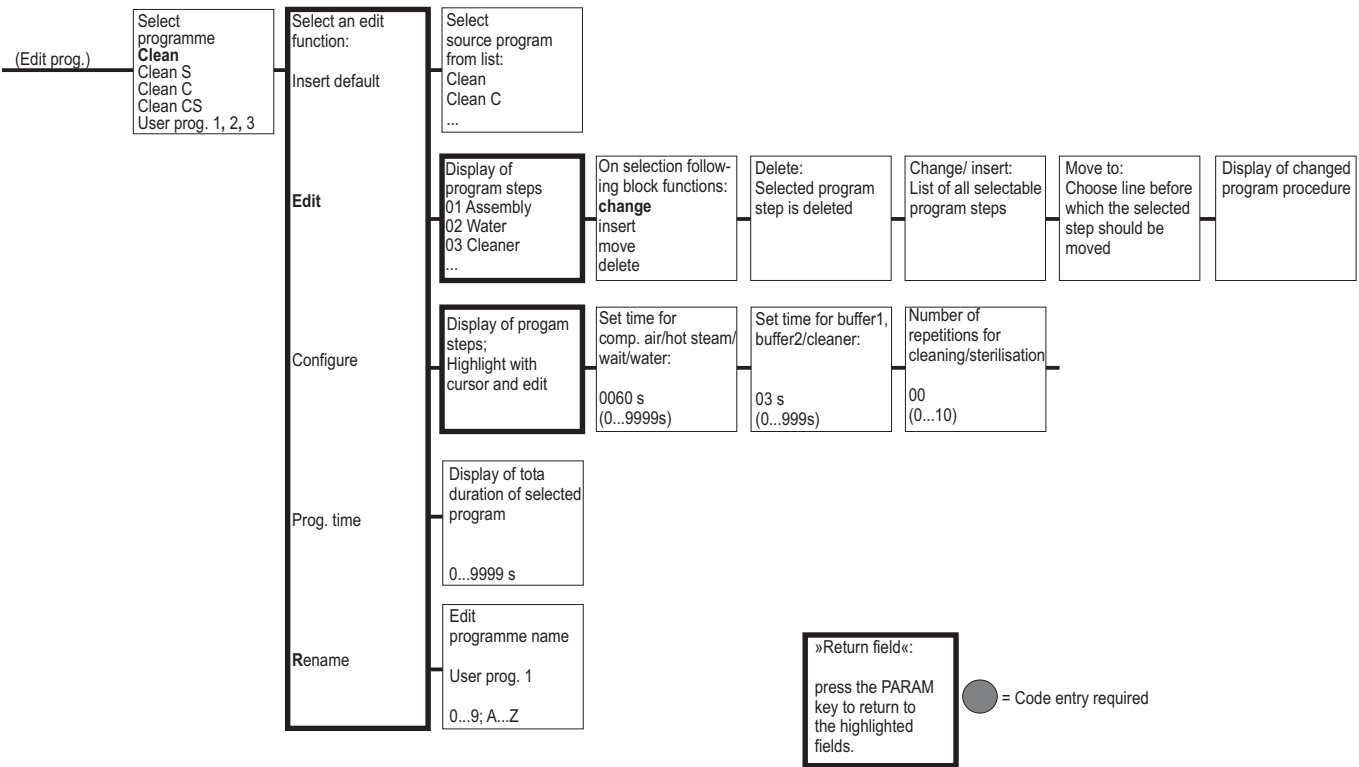 (Edit prog.)
Select
programme
Clean
Clean S
Clean C
Clean CS
User prog. 1, 2, 3
Select an edit
function:
Insert default
Edit
Configure
Prog. time
Rename
Select
source program
from list:
Clean
Clean C
...
Display of
program steps
01 Assembly
02 Water
03 Cleaner
...
On selection follow-
ing block functions:
change
insert
move
delete
Delete:
Selected program
step is deleted
Change/ insert:
List of all selectable
program steps
Move to:
Choose line before
which the selected
step should be
moved
Display of changed
program procedure
Display of progam
steps;
Highlight with
cursor and edit
Set time for
comp. air/hot steam/
wait/water:
0060 s
(0...9999s)
Set time for buffer1,
buffer2/cleaner:
03 s
(0...999s)
Number of
repetitions for
cleaning/sterilisation
00
(0...10)
Display of tota
duration of selected
program
0...9999 s
Edit
programme name
User prog. 1
0...9; A...Z
»Return field«:
press the PARAM
key to return to
the highlighted
fields.
= Code entry required